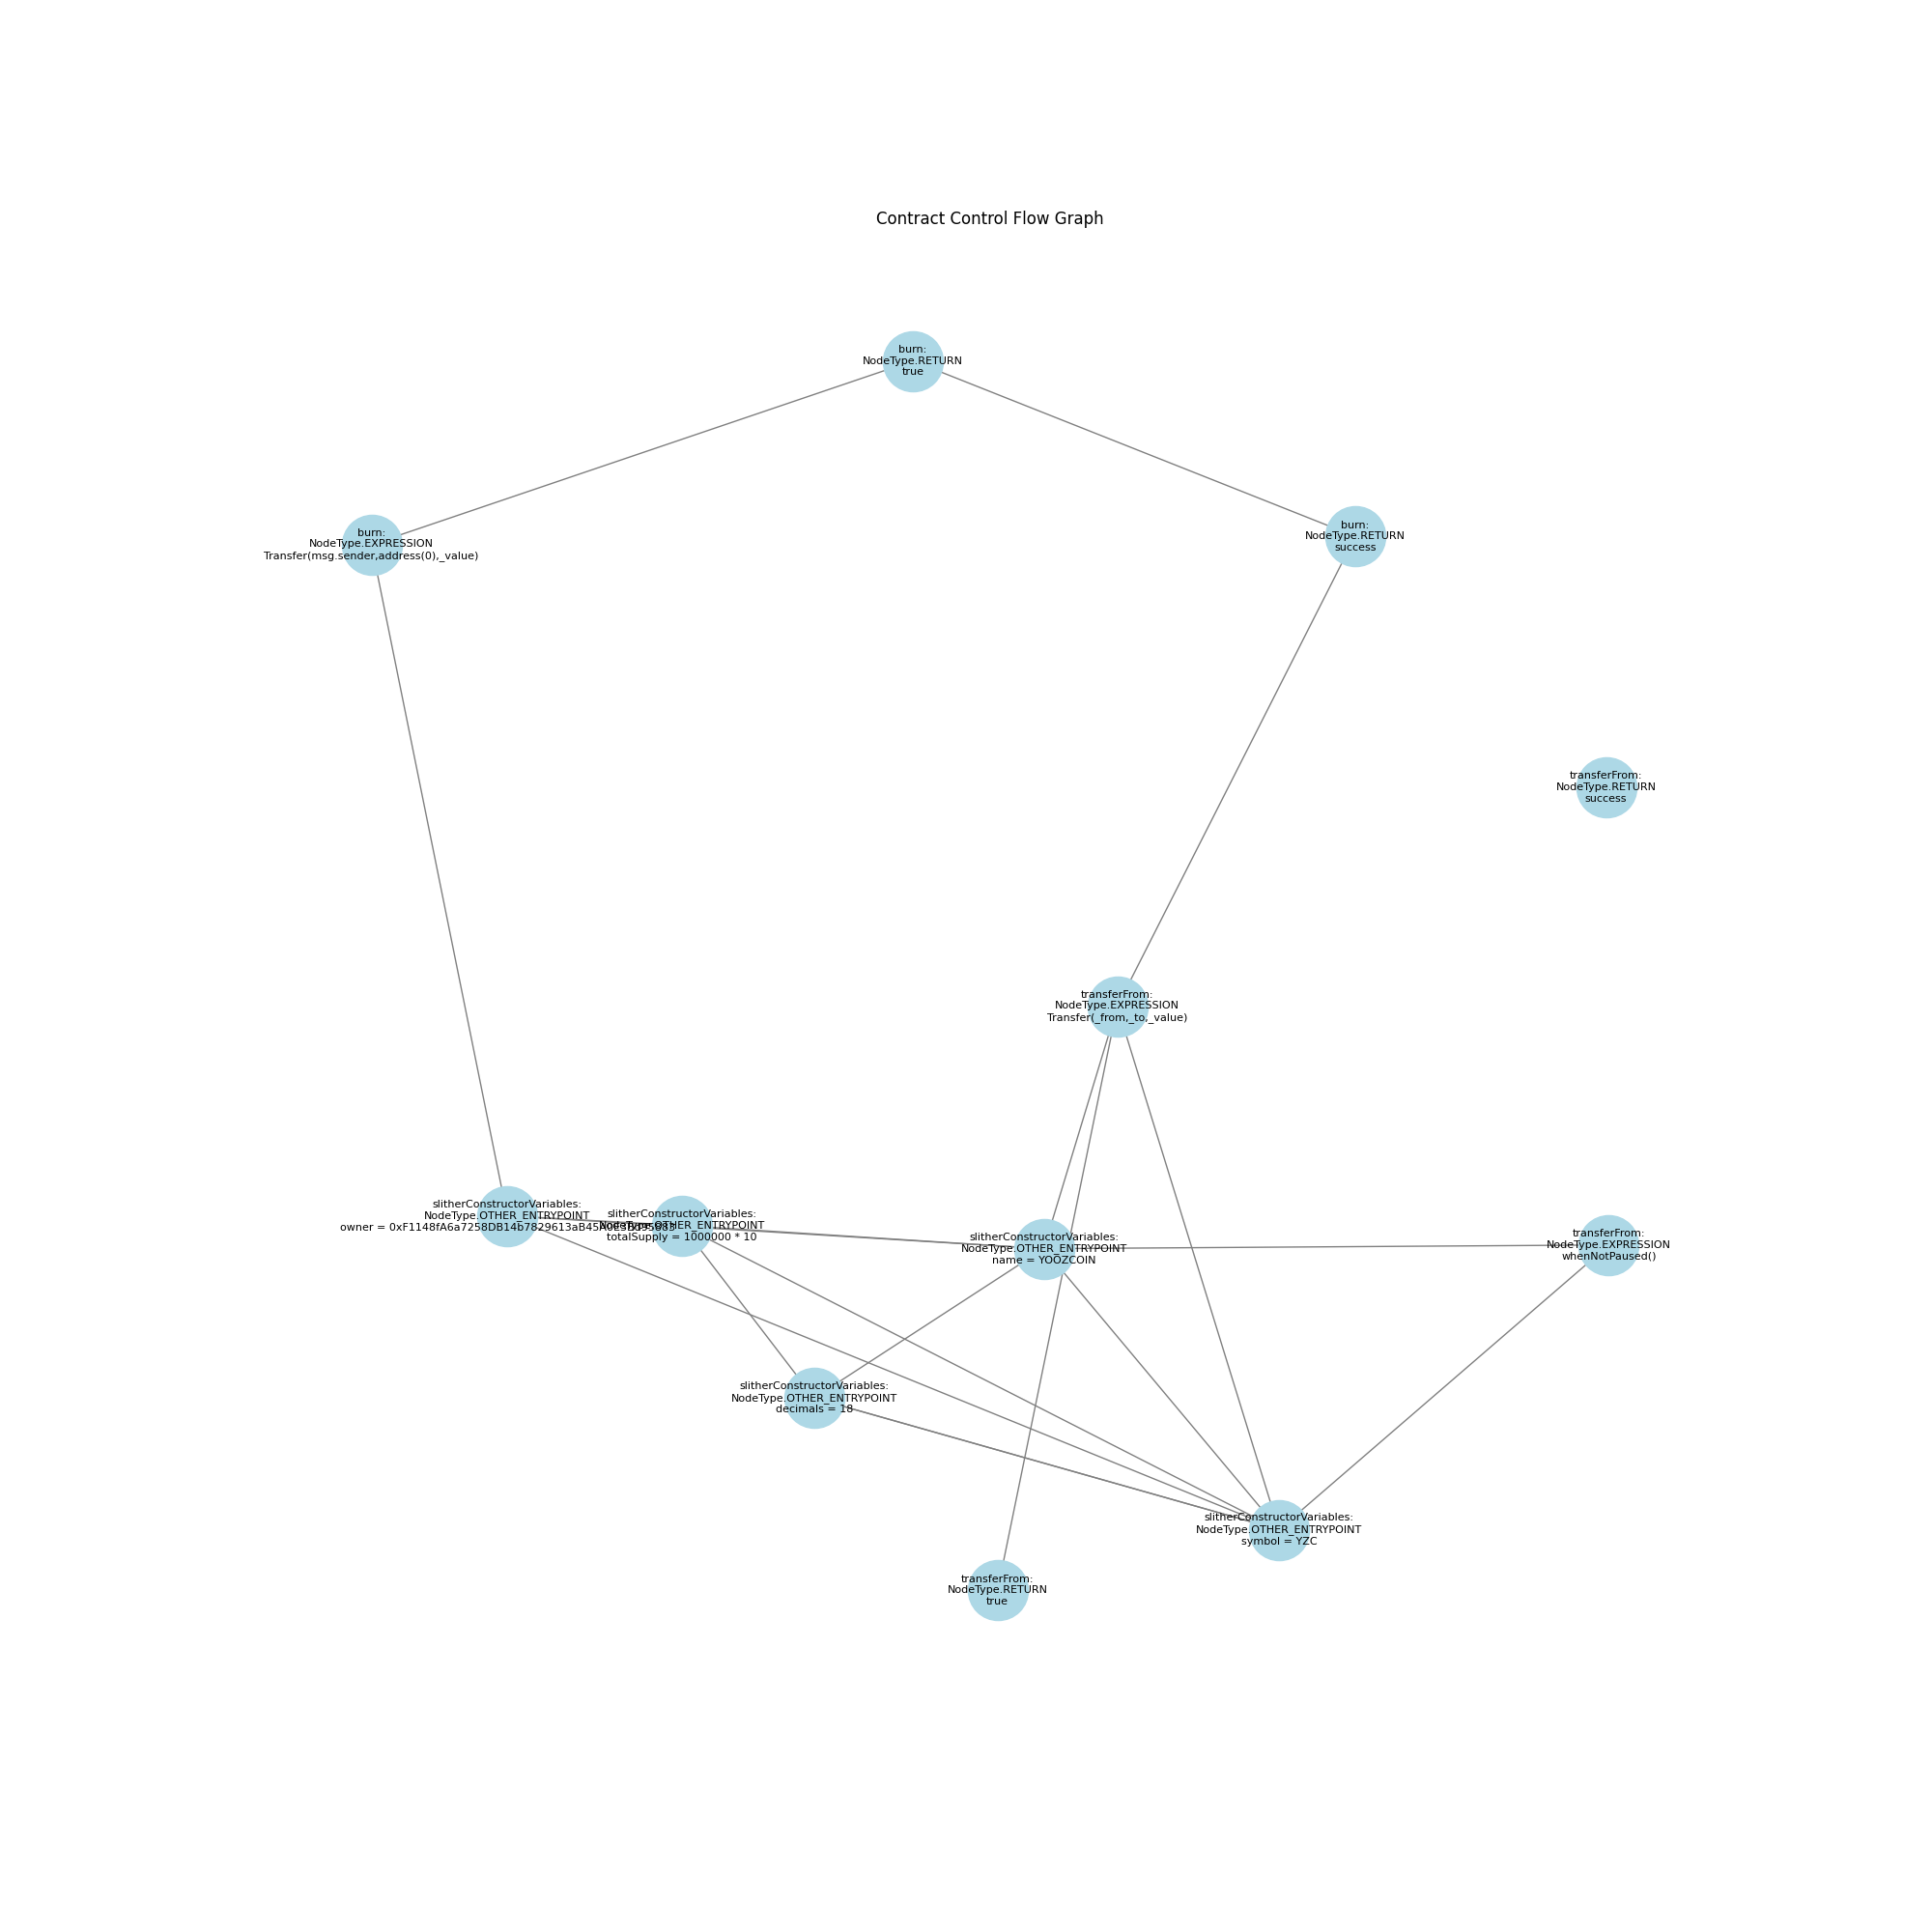 Contract Control Flow Graph
burn:
NodeType.RETURN
true
burn:
NodeType.EXPRESSION
Transfer(msg.sender,address(0),_value)
burn:
NodeType.RETURN
success
transferFrom:
NodeType.RETURN
success
transferFrom:
NodeType.EXPRESSION
Transfer(_from,_to,_value)
slitherConstructorVariables:
NodeType.OTHER_ENTRYPOINT
owner =
slitherConstructorVariables:
NodeType.OTHER_ENTRYPOINT
totalSupply = 1000000 * 10
slitherConstructorVariables:
NodeType.OTHER_ENTRYPOINT
name = YOOZCOIN
transferFrom:
NodeType.EXPRESSION
whenNotPaused()
slitherConstructorVariables:
NodeType.OTHER_ENTRYPOINT
decimals = 18
slitherConstructorVariables:
NodeType.OTHER_ENTRYPOINT
symbol = YZC
transferFrom:
NodeType.RETURN
true